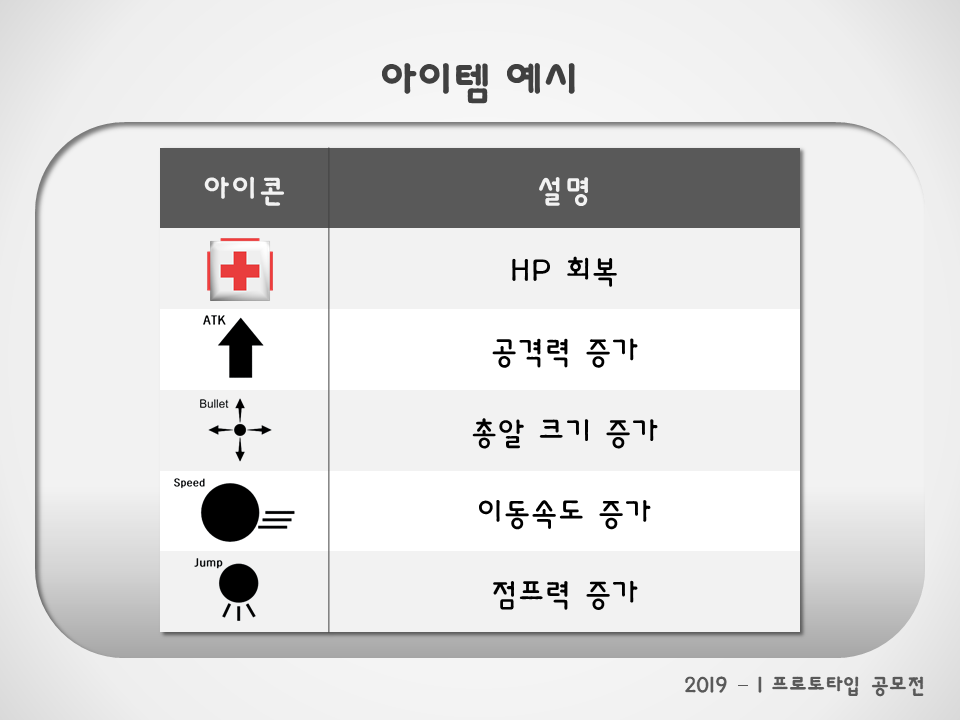 아이템 예시
아이콘 설명
HP 회복
ATK
공격력 증가
Bullet
총알 크기 증가
Speed
이동속도 증가
Jump
점프력 증가
2019 – 1 프로토타입 공모전